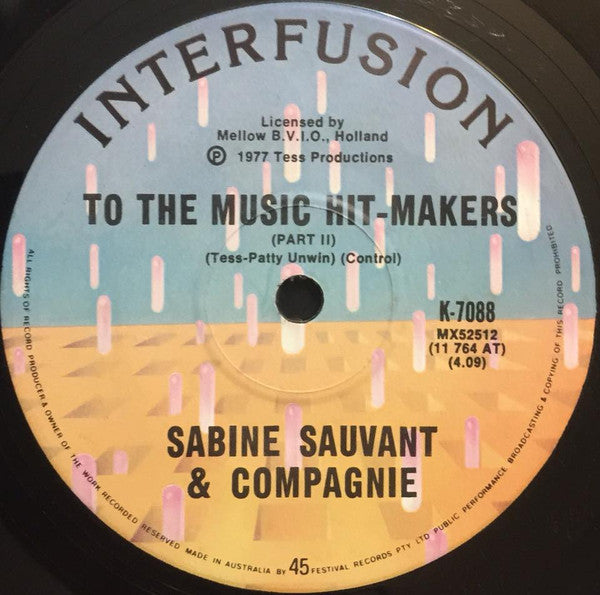 INTERFUSION
Licensed by
Mellow B.V.I.O., Holland
Ⓟ 1977 Tess Productions
TO THE MUSIC HIT-MAKERS
(PART II)
(Tess-Patty Unwin) (Control)
K-7088
MX52512
(11 764 AT)
(4.09)
SABINE SAUVANT
& COMPAGNIE
ALL RIGHTS OF RECORD PRODUCER & OWNER OF THE WORK RECORDED RESERVED MADE IN AUSTRALIA BY 45 FESTIVAL RECORDS PTY LTD PUBLIC PERFORMANCE BROADCASTING & COPYING OF THIS RECORD PROHIBITED